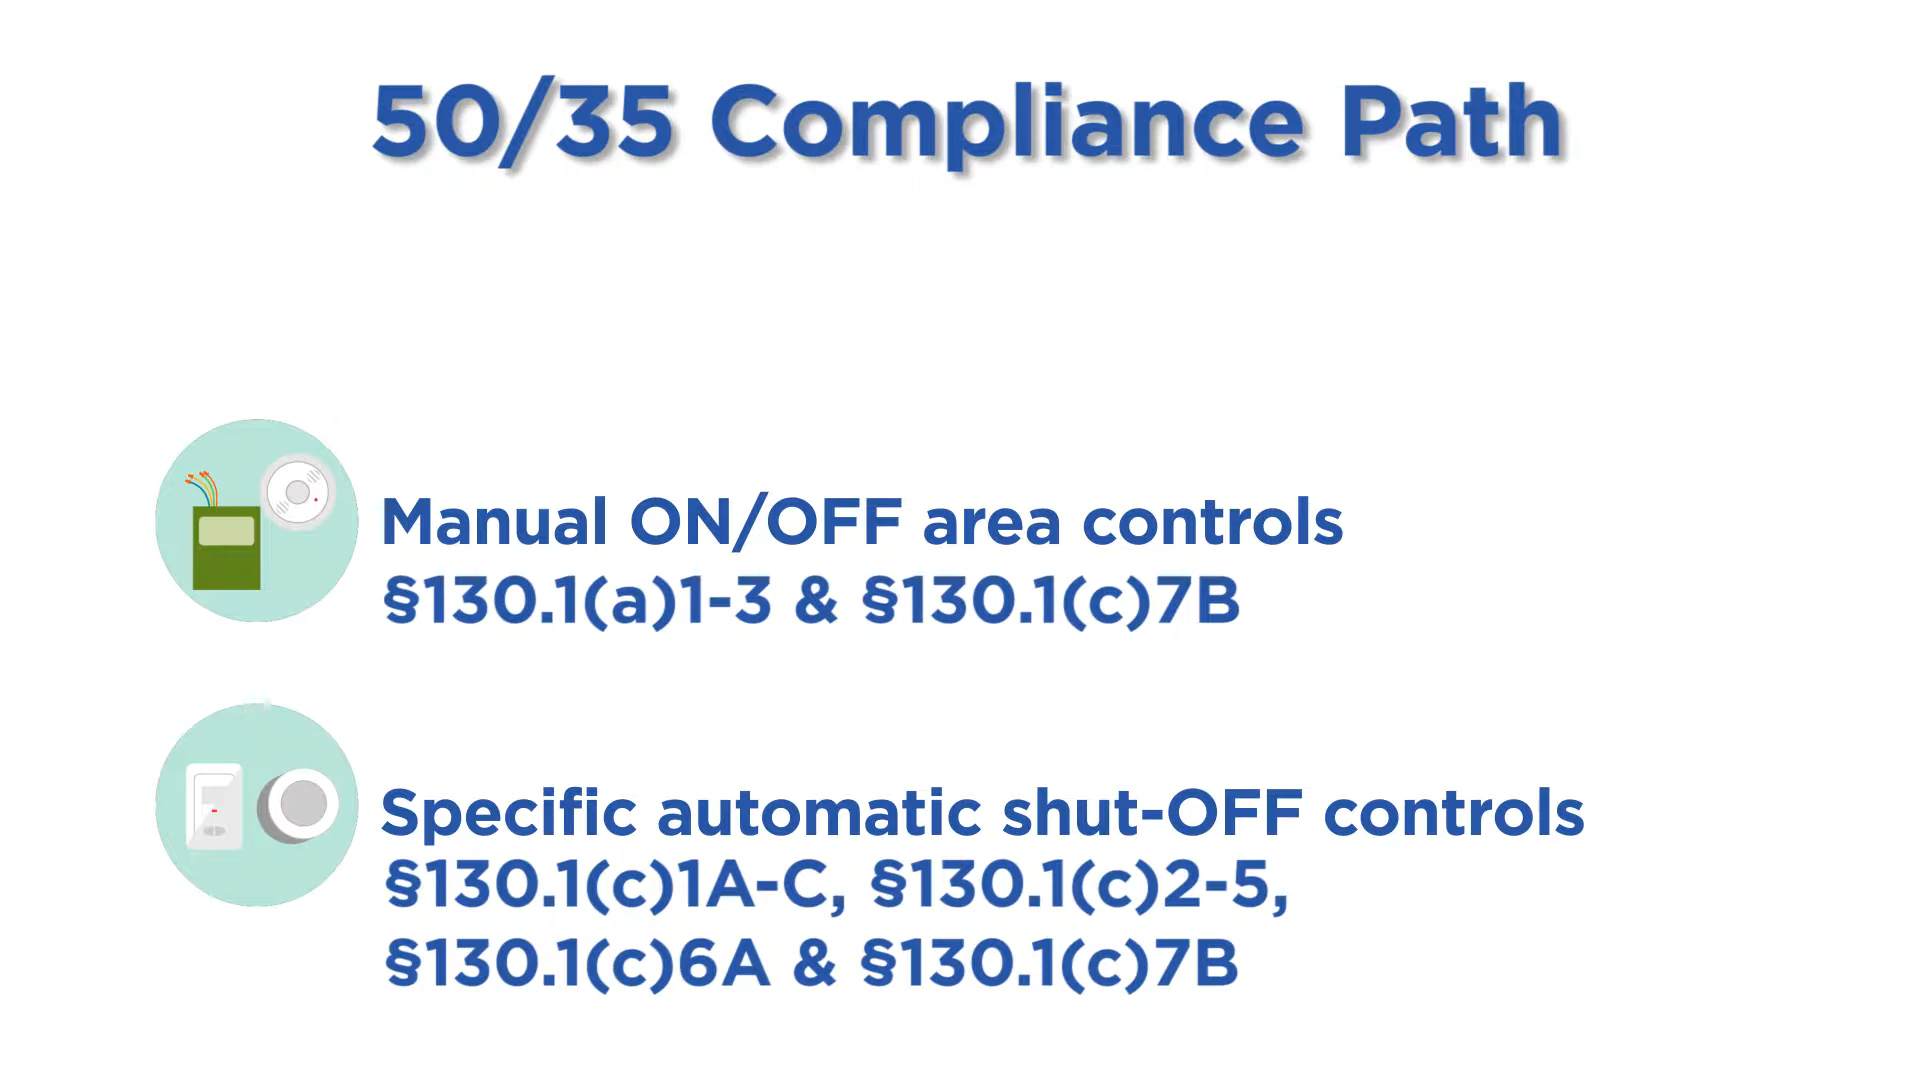 50/35 Compliance Path
Manual ON/OFF area controls
§130.1(a)1-3 & §130.1(c)7B
Specific automatic shut-OFF controls
§130.1(c)1A-C, §130.1(c)2-5,
§130.1(c)6A & §130.1(c)7B